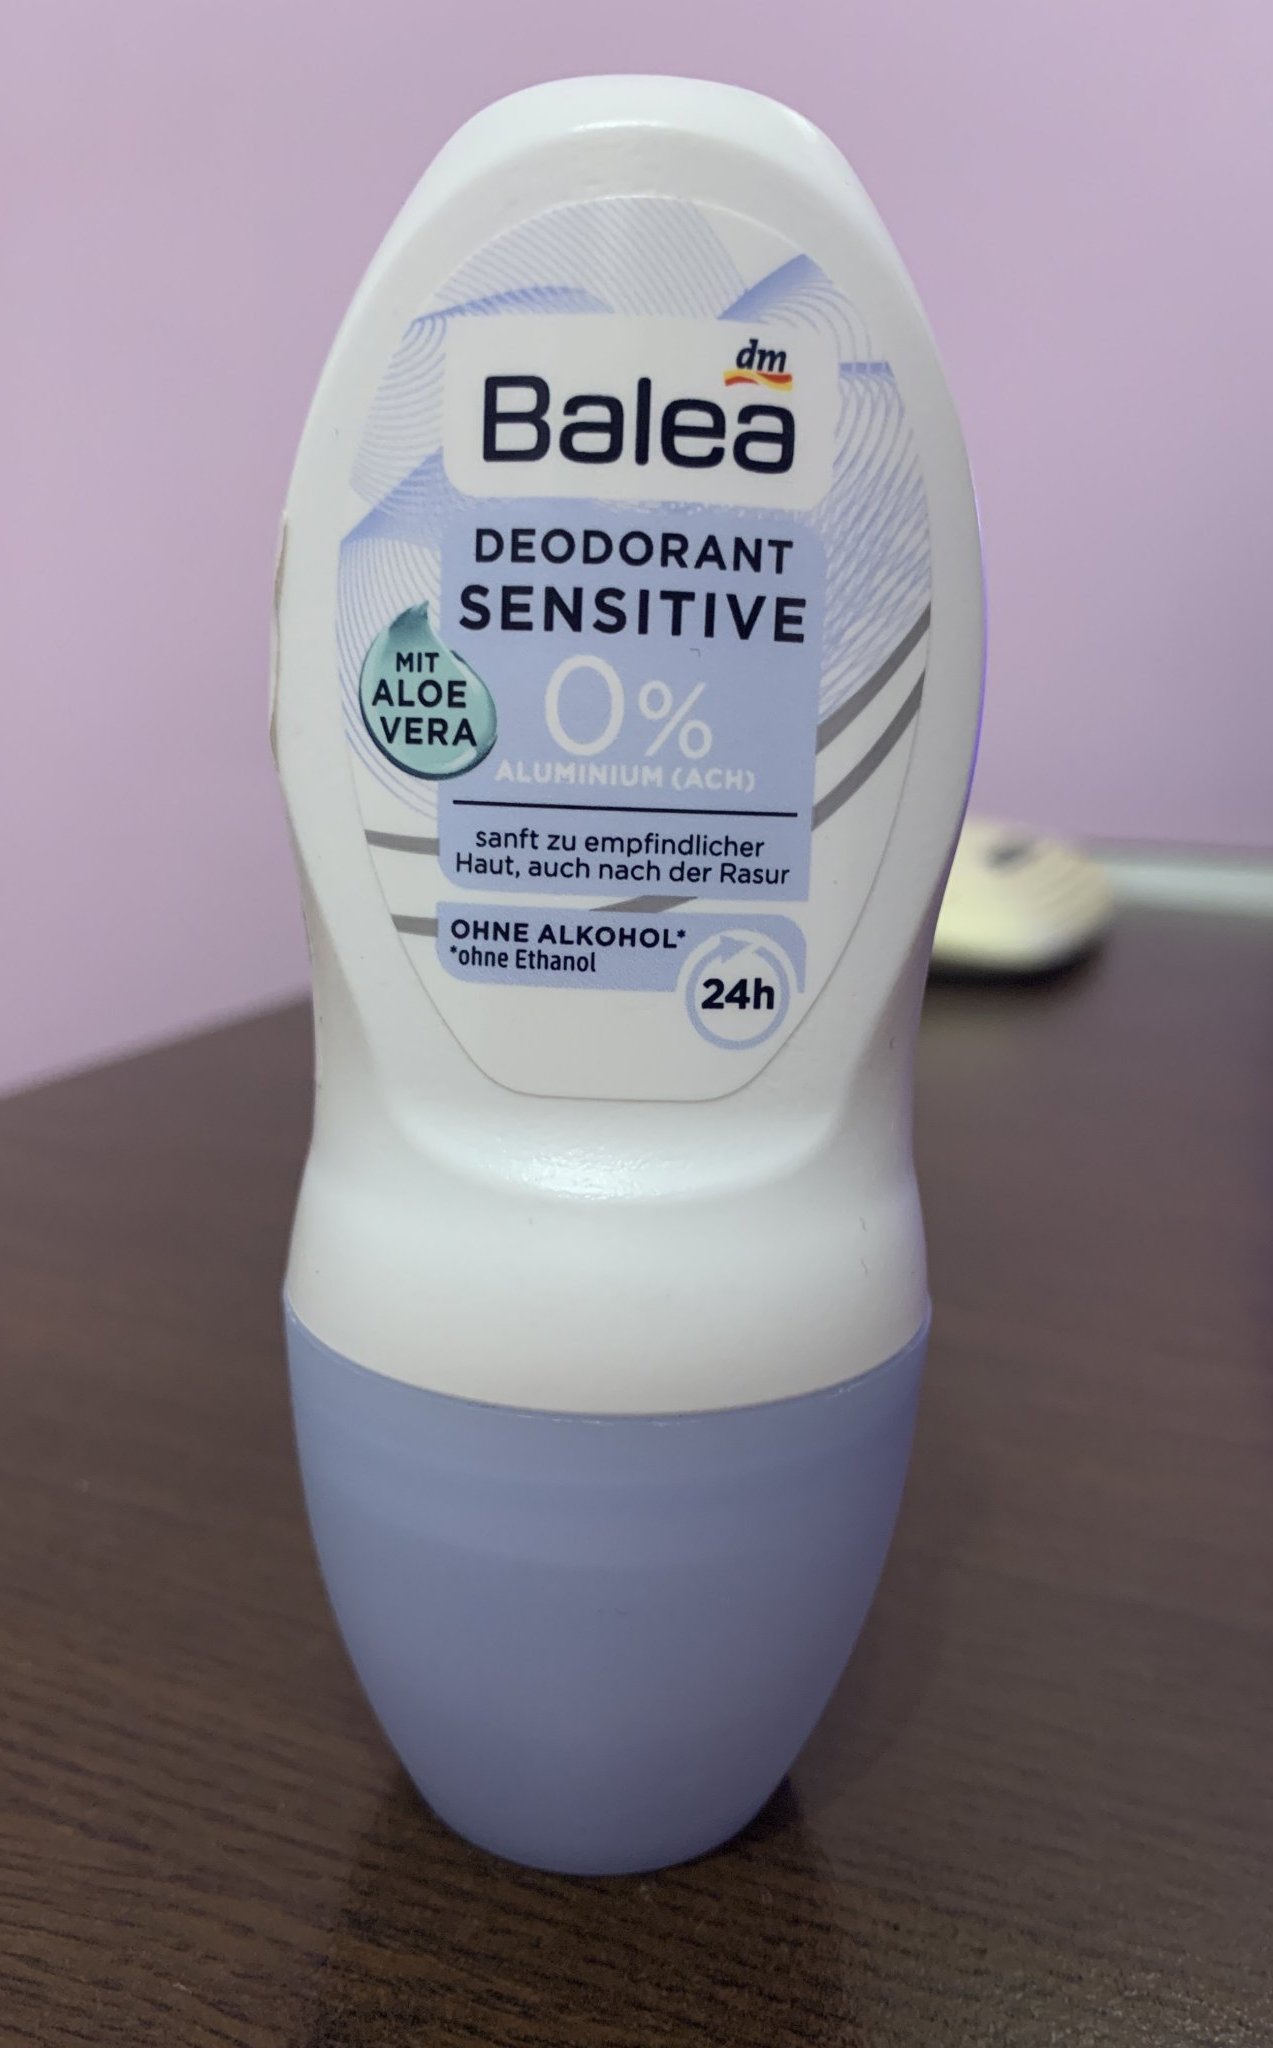 dm
Balea
DEODORANT
SENSITIVE
MIT
ALOE
VERA
0%
ALUMINIUM (ACH)
sanft zu empfindlicher
Haut, auch nach der Rasur
OHNE ALKOHOL*
*ohne Ethanol
24h